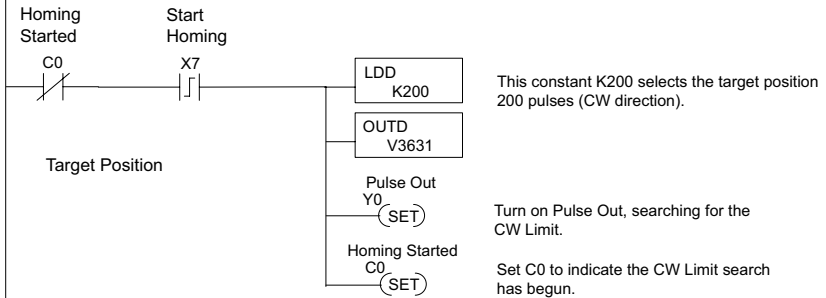 Homing
Started
Start
Homing
C0
X7
LDD
K200
This constant K200 selects the target position
200 pulses (CW direction).
OUTD
V3631
Target Position
Pulse Out
Y0
SET
Turn on Pulse Out, searching for the
CW Limit.
Homing Started
C0
SET
Set C0 to indicate the CW Limit search
has begun.